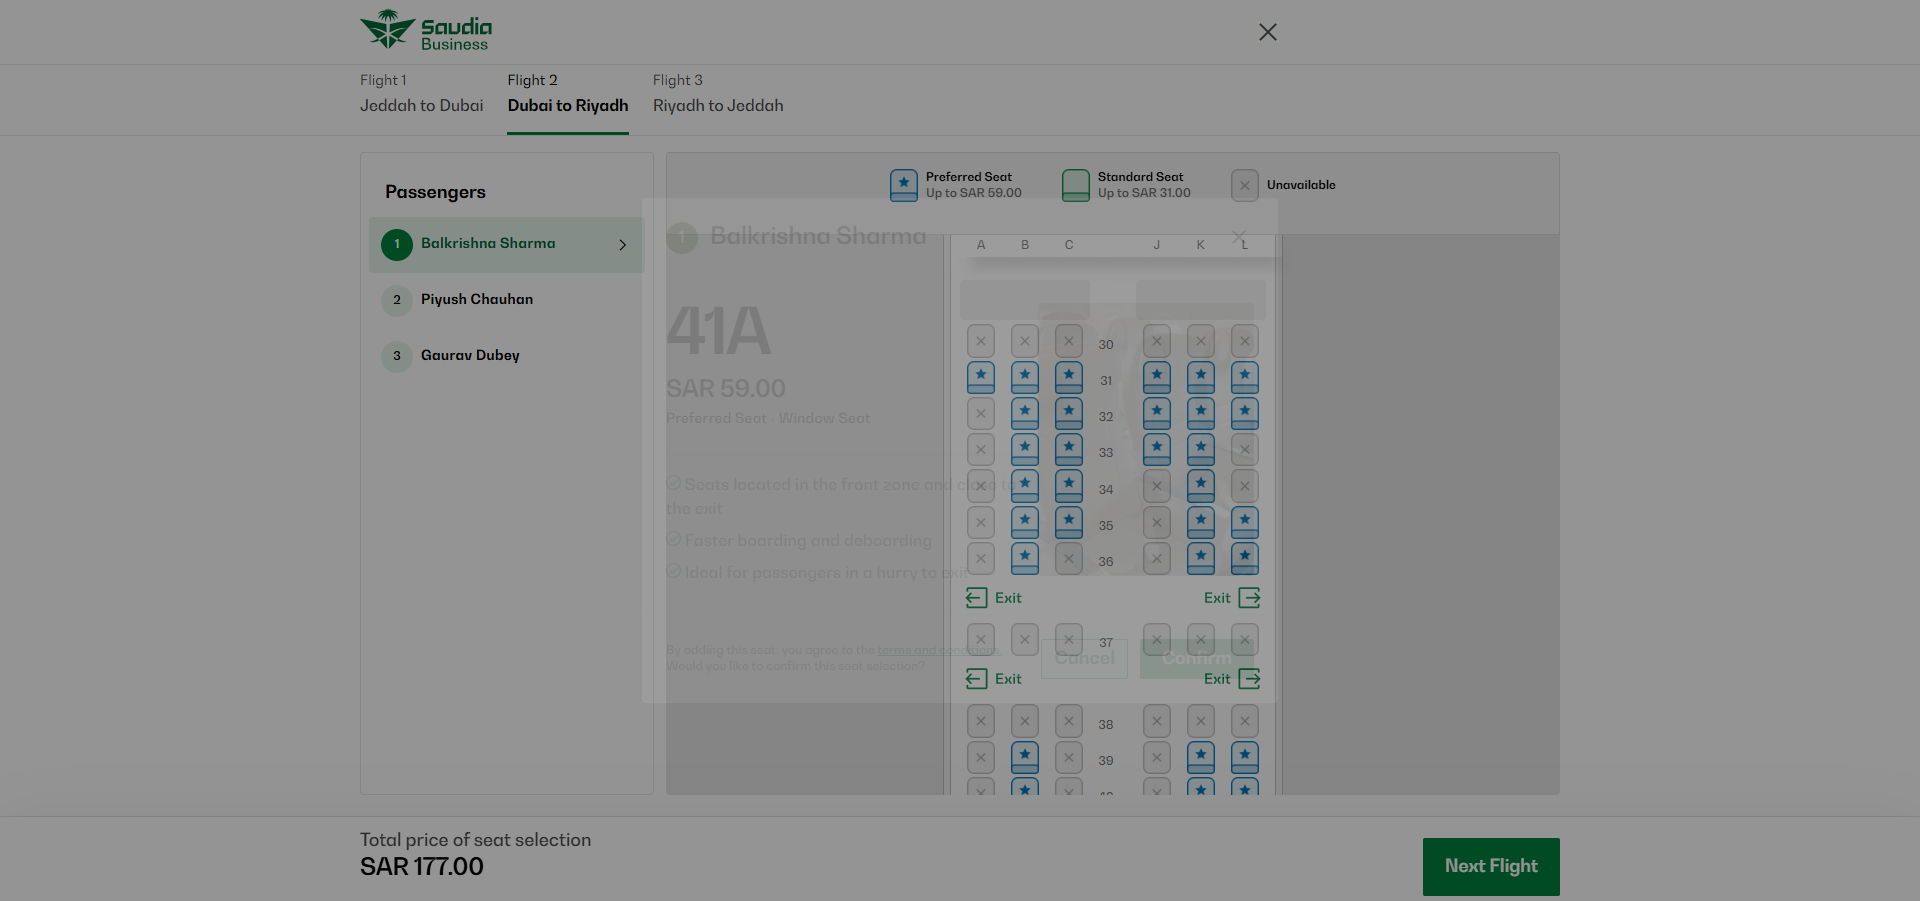 Saudia
Business
Flight 1
Jeddah to Dubai
Flight 2
Dubai to Riyadh
Flight 3
Riyadh to Jeddah
Passengers
1 Balkrishna Sharma
2 Piyush Chauhan
3 Gaurav Dubey
Preferred Seat
Up to SAR 59.00
Standard Seat
Up to SAR 31.00
Unavailable
1 Balkrishna Sharma
41A
SAR 59.00
Preferred Seat - Window Seat
Seats located in the front zone and close to
the exit
Faster boarding and deboarding
Ideal for passengers in a hurry to exit
By adding this seat, you agree to the terms and conditions.
Would you like to confirm this seat selection?
Cancel
Confirm
A B C J K L
30
31
32
33
34
35
36
Exit Exit
37
Exit Exit
38
39
Total price of seat selection
SAR 177.00
Next Flight